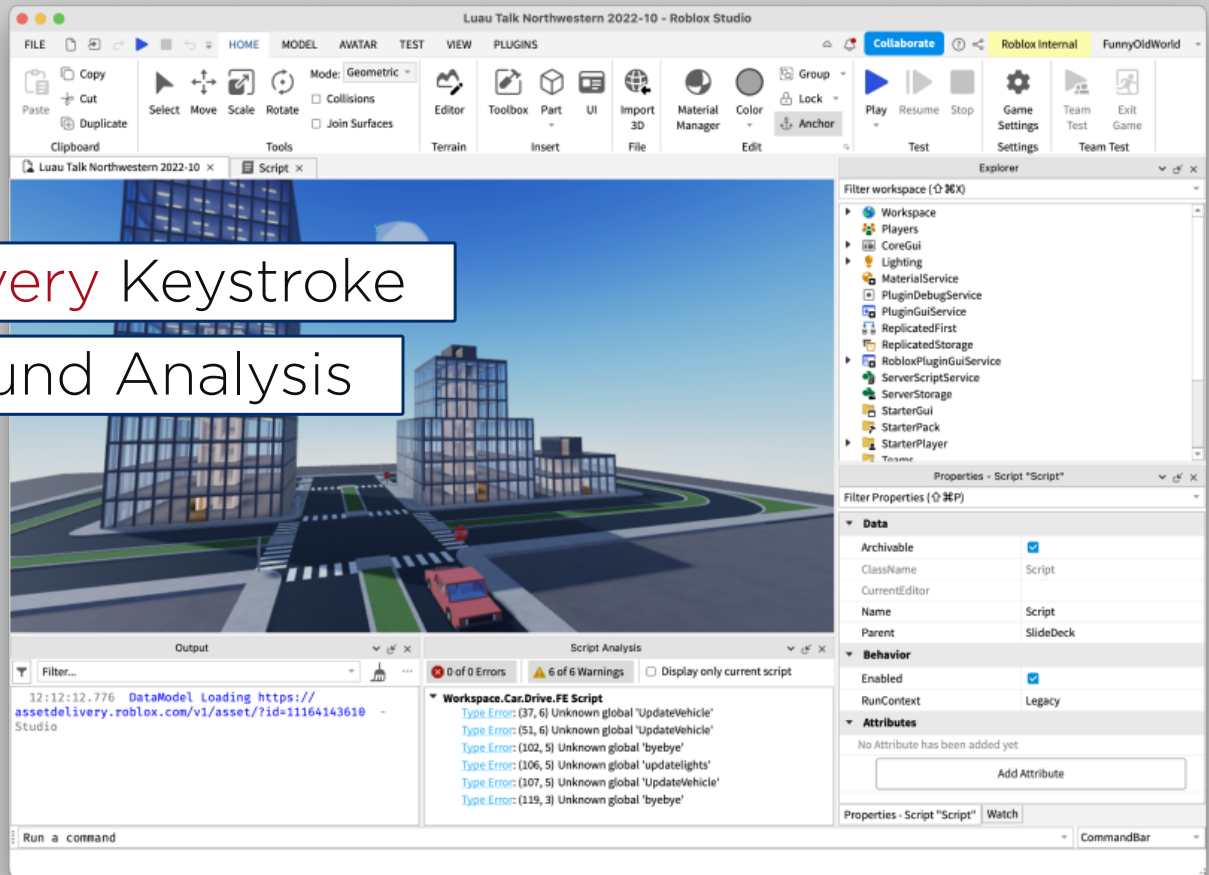 Luau Talk Northwestern 2022-10 - Roblox Studio
FILE HOME MODEL AVATAR TEST VIEW PLUGINS Collaborate Roblox Internal FunnyOldWorld
Paste Copy Cut Duplicate
Clipboard
Select Move Scale Rotate
Mode: Geometric
Collisions
Join Surfaces
Tools
Editor
Terrain
Toolbox Part UI
Insert
Import 3D
File
Material Manager Color Group Lock Anchor
Edit
Play Resume Stop
Test
Game Settings
Settings
Team Test Exit Game
Team Test
Luau Talk Northwestern 2022-10 × Script ×
very Keystroke
und Analysis
Explorer
Filter workspace (⇧⌘X)
Workspace
Players
CoreGui
Lighting
MaterialService
PluginDebugService
PluginGuiService
ReplicatedFirst
ReplicatedStorage
RobloxPluginGuiService
ServerScriptService
ServerStorage
StarterGui
StarterPack
StarterPlayer
Teams
Properties - Script "Script"
Filter Properties (⇧⌘P)
Data
Archivable
ClassName Script
CurrentEditor
Name Script
Parent SlideDeck
Behavior
Enabled
RunContext Legacy
Attributes
No Attribute has been added yet
Add Attribute
Properties - Script "Script" Watch
Output
Filter...
12:12:12.776 DataModel Loading https://
assetdelivery.roblox.com/v1/asset/?id=11164143610 -
Studio
Script Analysis
0 of 0 Errors 6 of 6 Warnings Display only current script
Workspace.Car.Drive.FE Script
Type Error: (37, 6) Unknown global 'UpdateVehicle'
Type Error: (51, 6) Unknown global 'UpdateVehicle'
Type Error: (102, 5) Unknown global 'byebye'
Type Error: (106, 5) Unknown global 'updatelights'
Type Error: (107, 5) Unknown global 'UpdateVehicle'
Type Error: (119, 3) Unknown global 'byebye'
Run a command CommandBar